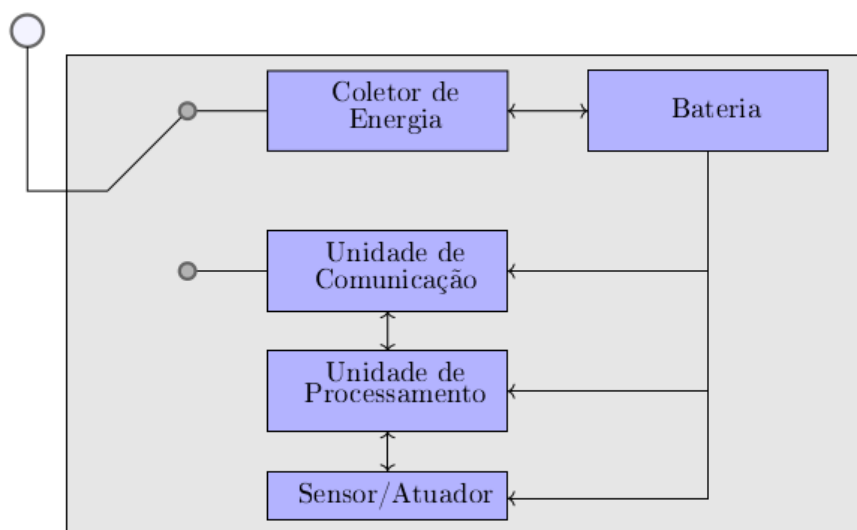 Coletor de
Energia
Bateria
Unidade de
Comunicação
Unidade de
Processamento
Sensor/Atuador